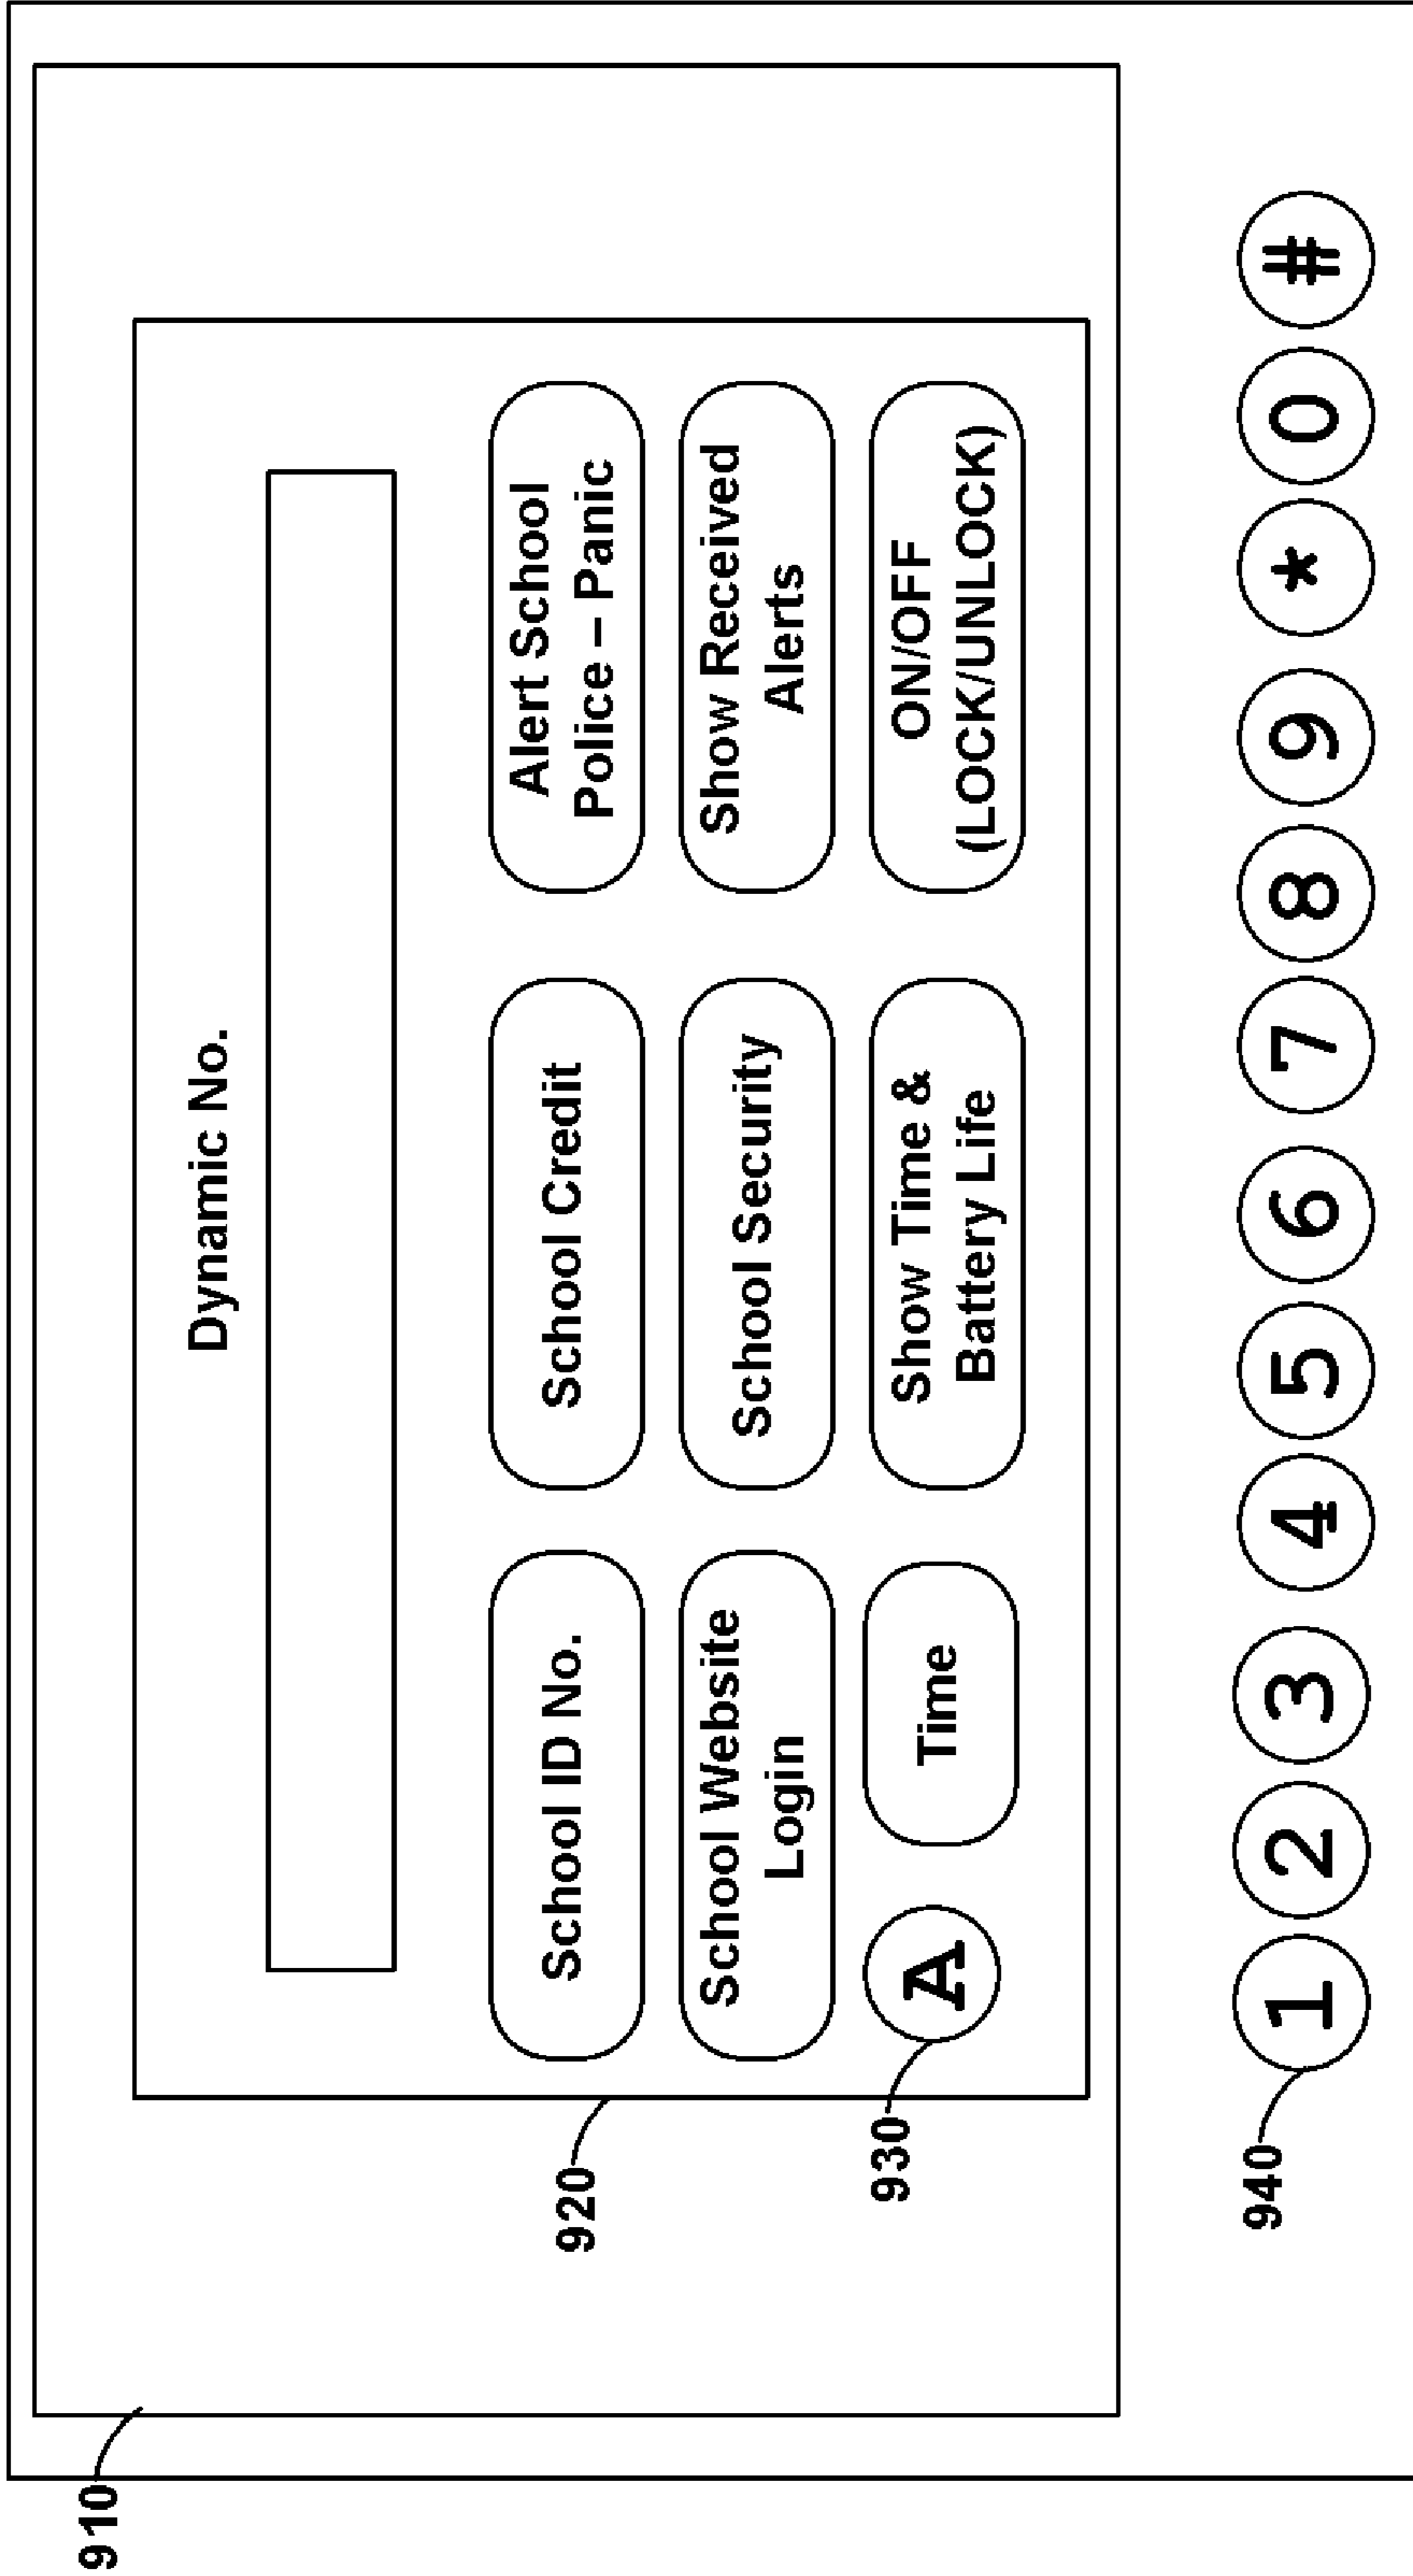 910
Dynamic No.
School ID No.
School Credit
Alert School
Police – Panic
920
School Website
Login
School Security
Show Received
Alerts
930
A
Time
Show Time &
Battery Life
ON/OFF
(LOCK/UNLOCK)
940
1 2 3 4 5 6 7 8 9 * 0 #